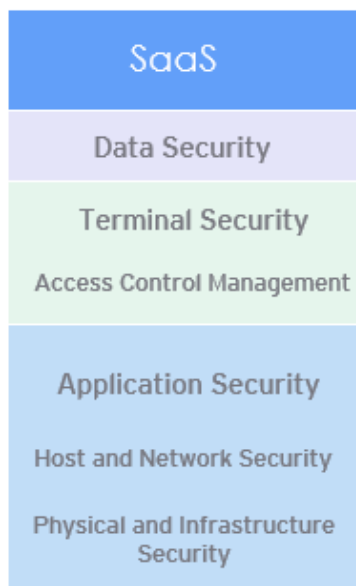 SaaS
Data Security
Terminal Security
Access Control Management
Application Security
Host and Network Security
Physical and Infrastructure
Security